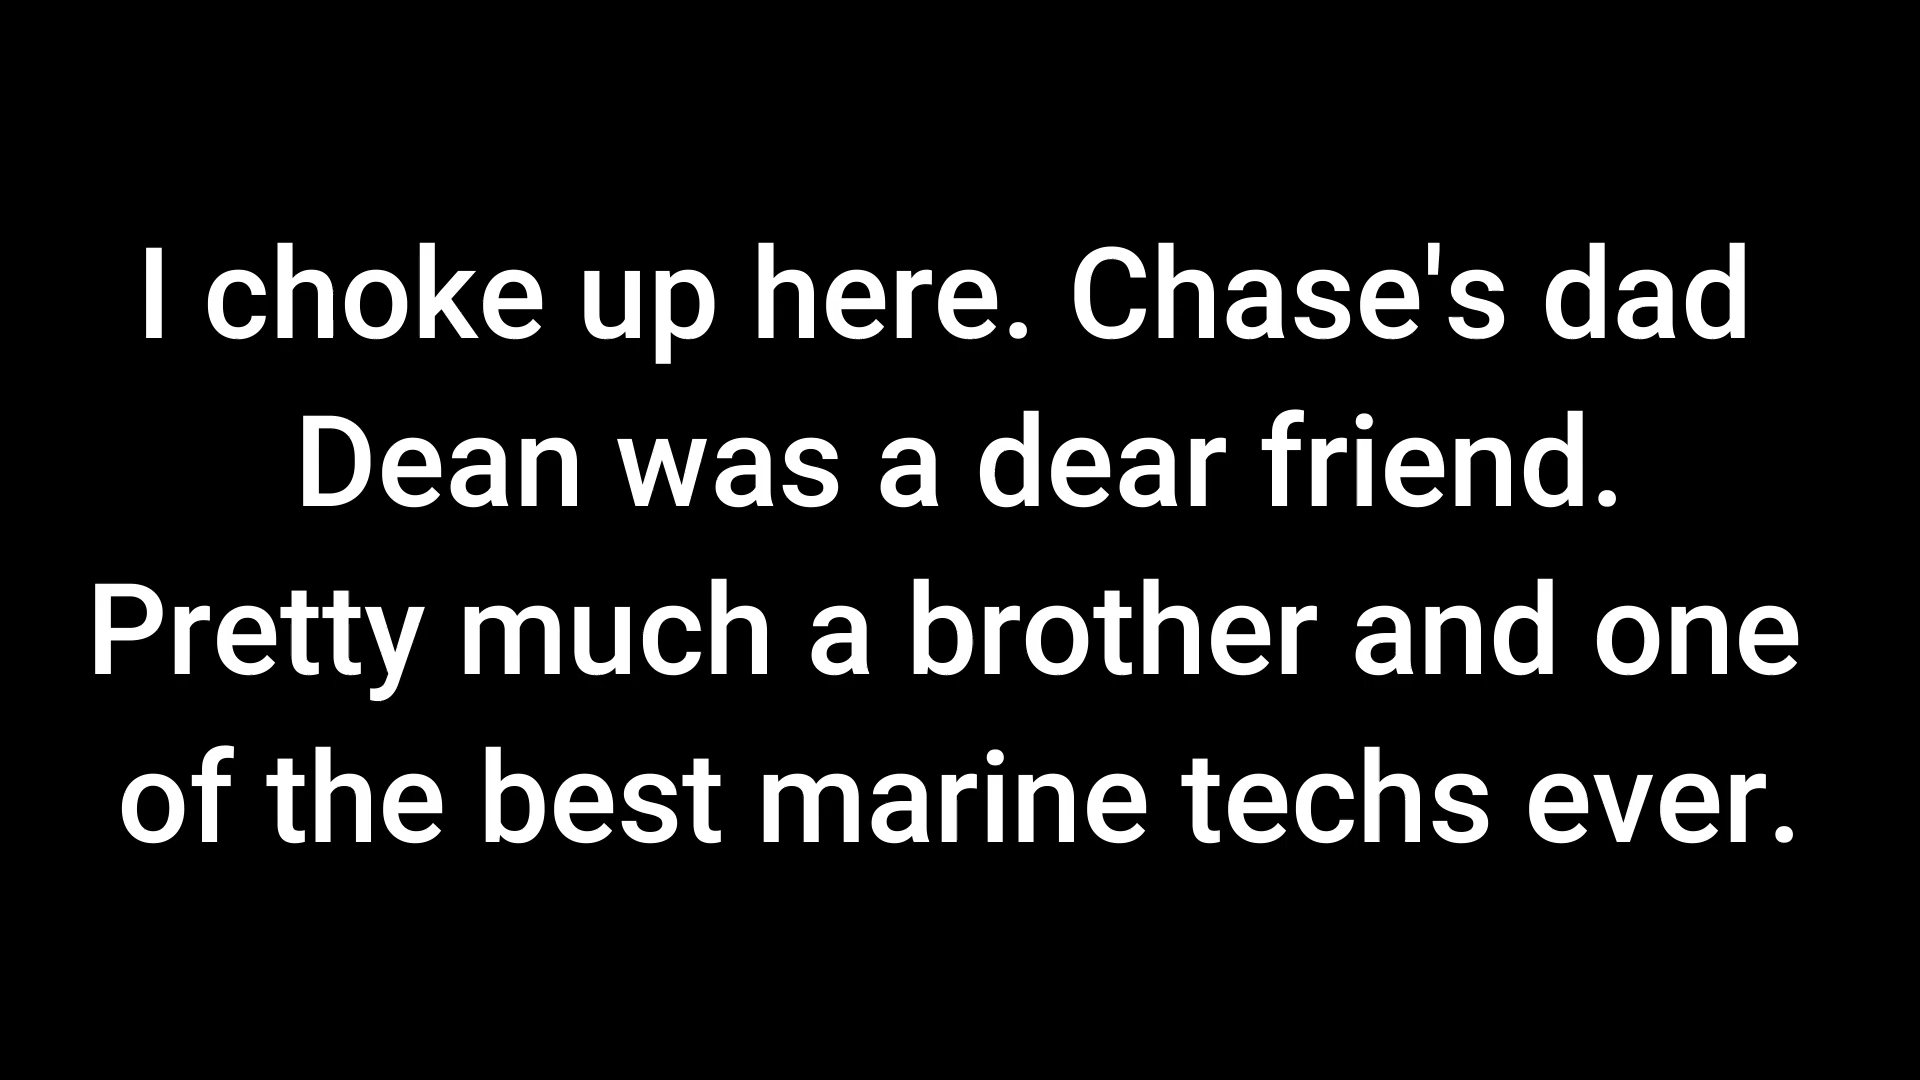 I choke up here. Chase's dad
Dean was a dear friend.
Pretty much a brother and one
of the best marine techs ever.